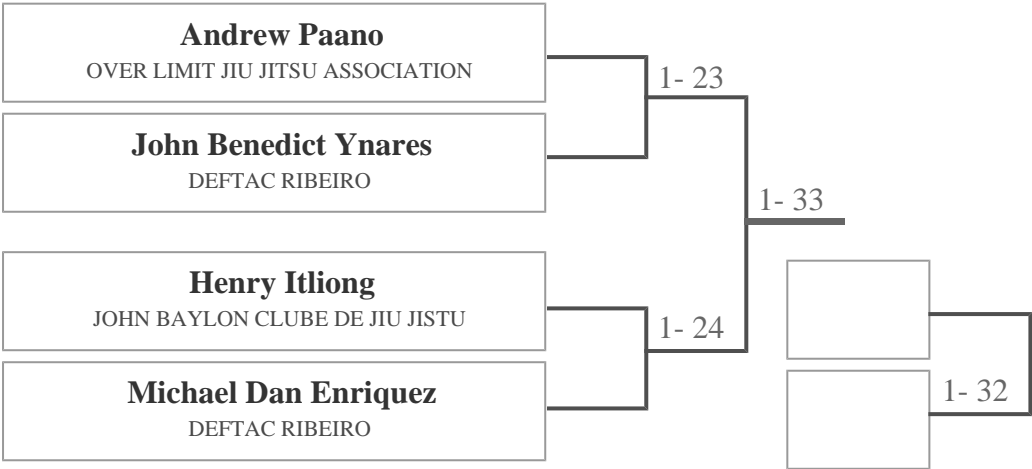 Andrew Paano
OVER LIMIT JIU JITSU ASSOCIATION
1- 23
John Benedict Ynares
DEFTAC RIBEIRO
1- 33
Henry Itliong
JOHN BAYLON CLUBE DE JIU JISTU
1- 24
Michael Dan Enriquez
DEFTAC RIBEIRO
1- 32